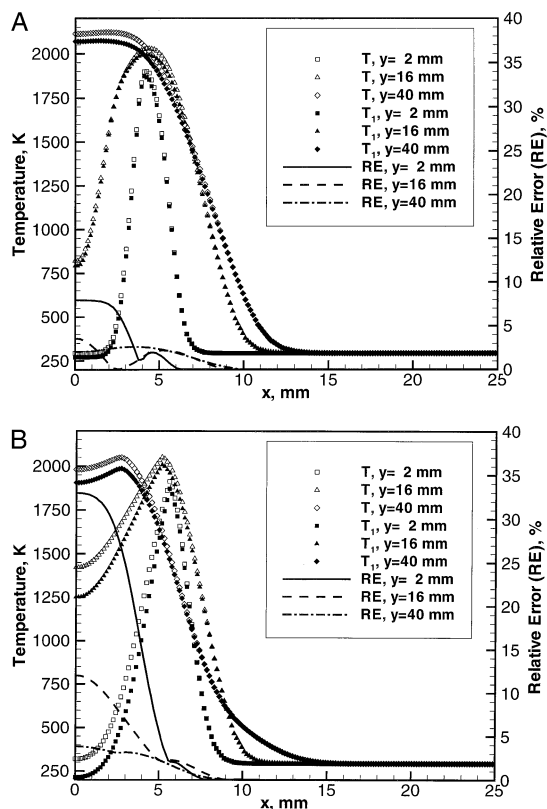 A
Temperature, K
2000
1750
1500
1250
1000
750
500
250
40
35
30
25
20
15
10
5
0
Relative Error (RE), %
T, y= 2 mm
T, y=16 mm
T, y=40 mm
T₁, y= 2 mm
T₁, y=16 mm
T₁, y=40 mm
RE, y= 2 mm
RE, y=16 mm
RE, y=40 mm
0 5 10 15 20 25
x, mm
B
Temperature, K
2000
1750
1500
1250
1000
750
500
250
40
35
30
25
20
15
10
5
0
Relative Error (RE), %
T, y= 2 mm
T, y=16 mm
T, y=40 mm
T₁, y= 2 mm
T₁, y=16 mm
T₁, y=40 mm
RE, y= 2 mm
RE, y=16 mm
RE, y=40 mm
0 5 10 15 20 25
x, mm